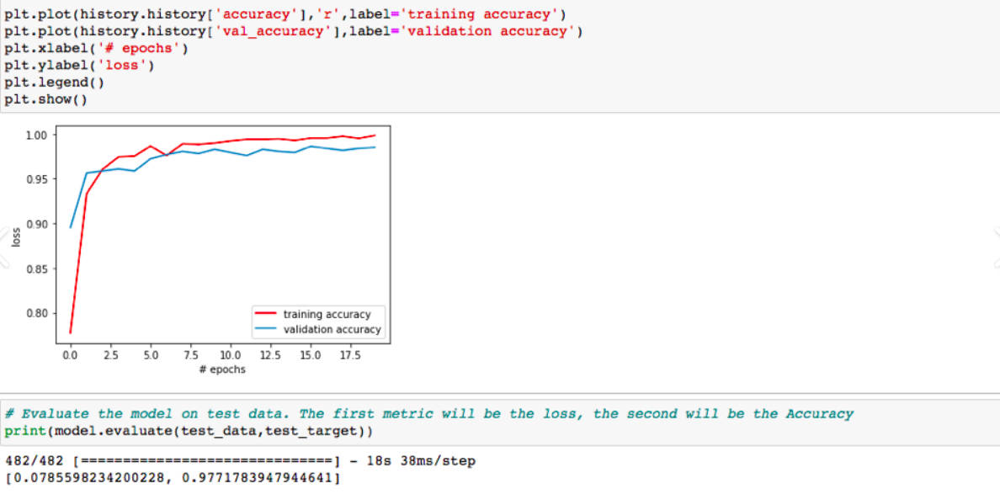 plt.plot(history.history['accuracy'],'r',label='training accuracy')
plt.plot(history.history['val_accuracy'],label='validation accuracy')
plt.xlabel('# epochs')
plt.ylabel('loss')
plt.legend()
plt.show()
1.00
0.95
0.90
0.85
0.80
loss
training accuracy
validation accuracy
0.0 2.5 5.0 7.5 10.0 12.5 15.0 17.5
# epochs
# Evaluate the model on test data. The first metric will be the loss, the second will be the Accuracy
print(model.evaluate(test_data,test_target))
482/482 [==============================] - 18s 38ms/step
[0.0785598234200228, 0.9771783947944641]